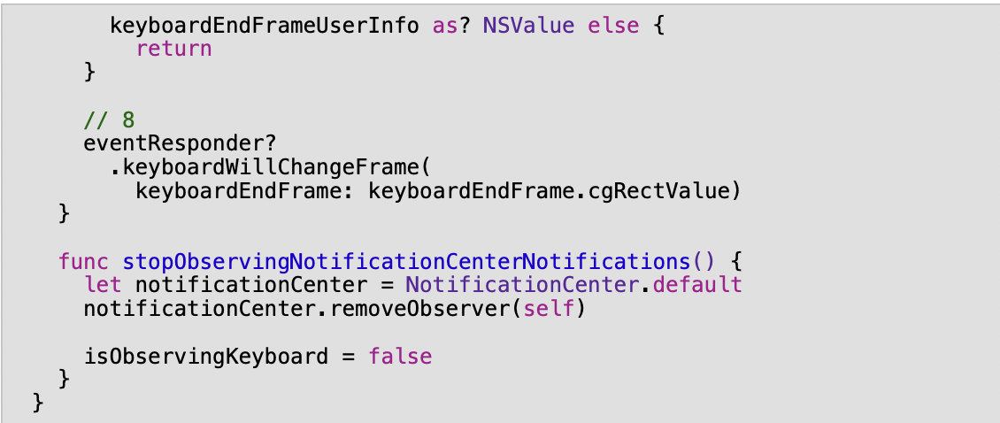 keyboardEndFrameUserInfo as? NSValue else {
return
}
// 8
eventResponder?
.keyboardWillChangeFrame(
keyboardEndFrame: keyboardEndFrame.cgRectValue)
}
func stopObservingNotificationCenterNotifications() {
let notificationCenter = NotificationCenter.default
notificationCenter.removeObserver(self)
isObservingKeyboard = false
}
}